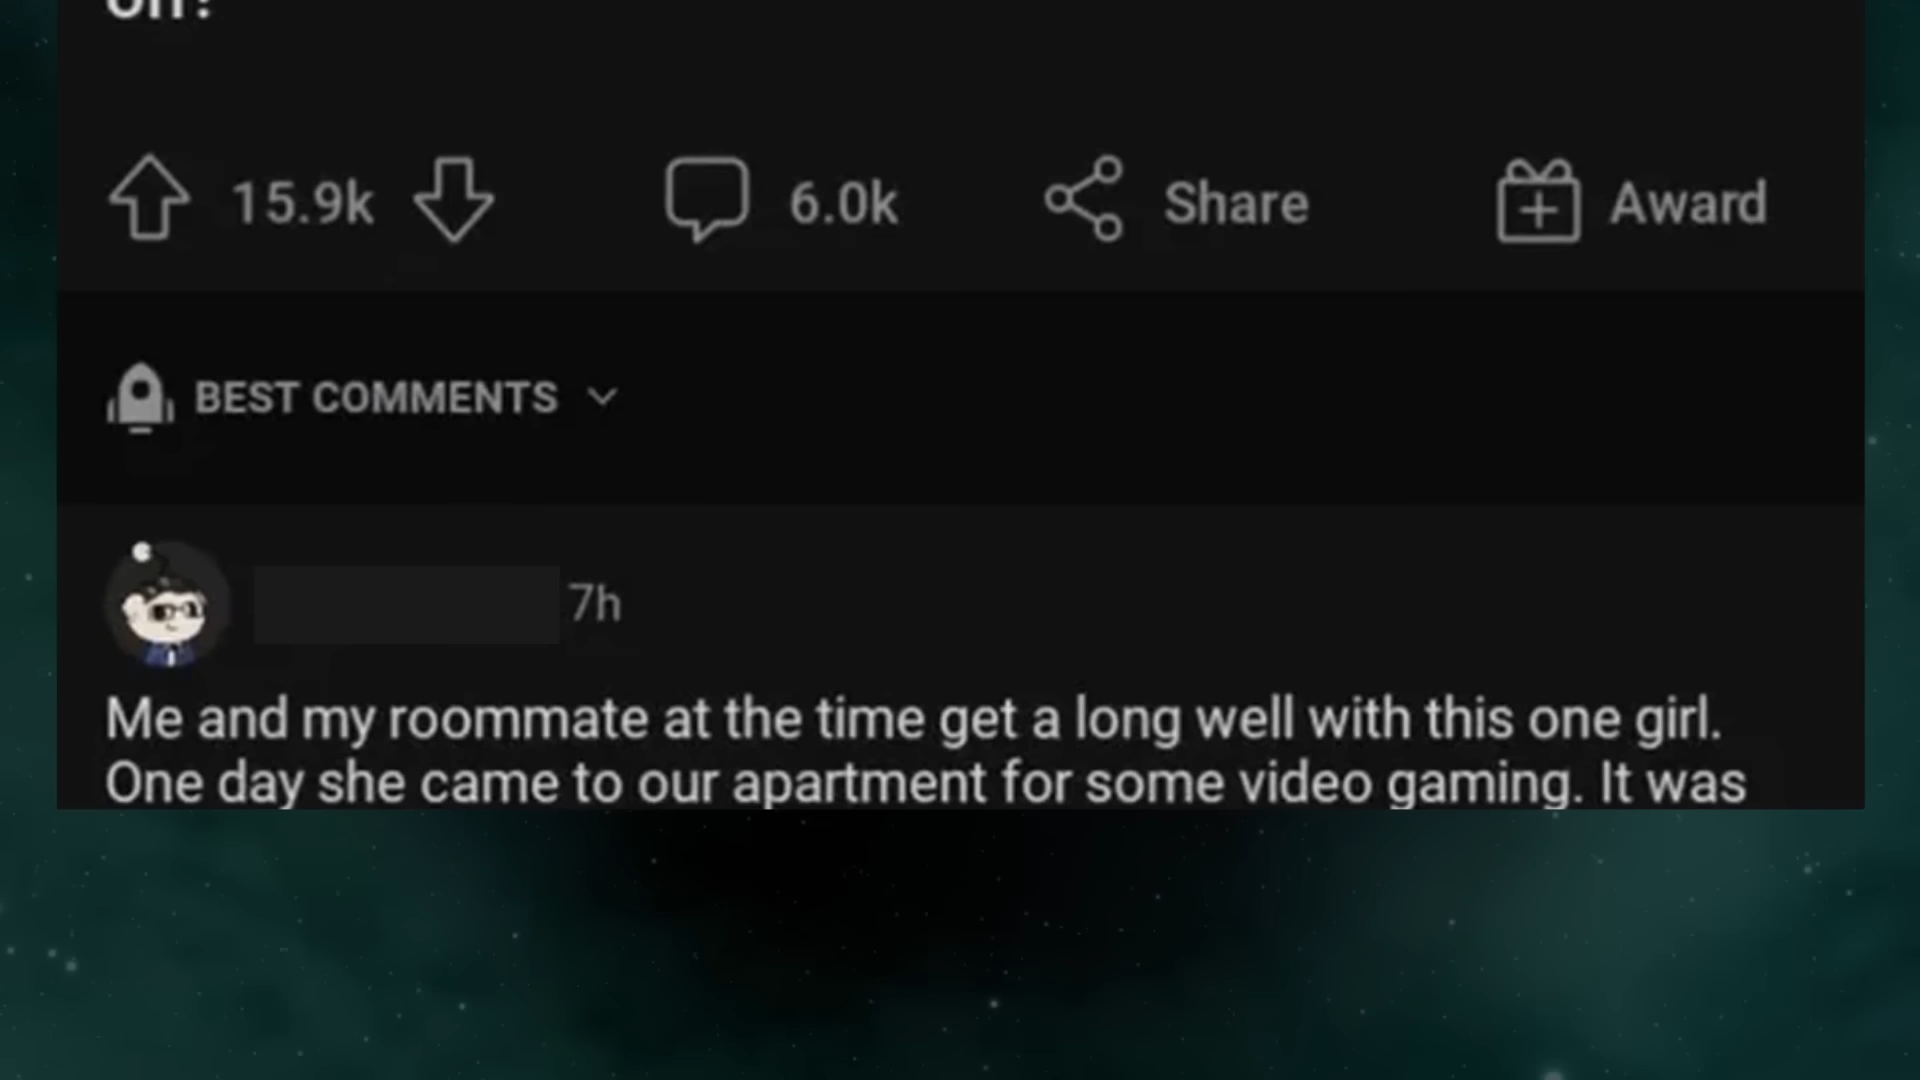 15.9k 6.0k Share Award
BEST COMMENTS
7h
Me and my roommate at the time get a long well with this one girl.
One day she came to our apartment for some video gaming. It was